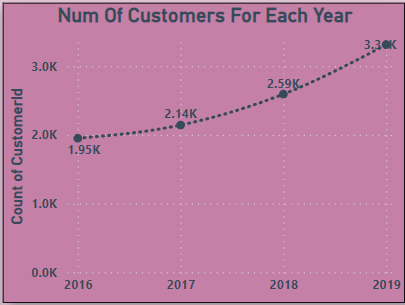 Num Of Customers For Each Year
Count of CustomerId
3.0K
2.0K
1.0K
0.0K
1.95K
2.14K
2.59K
2016
2017
2018
2019